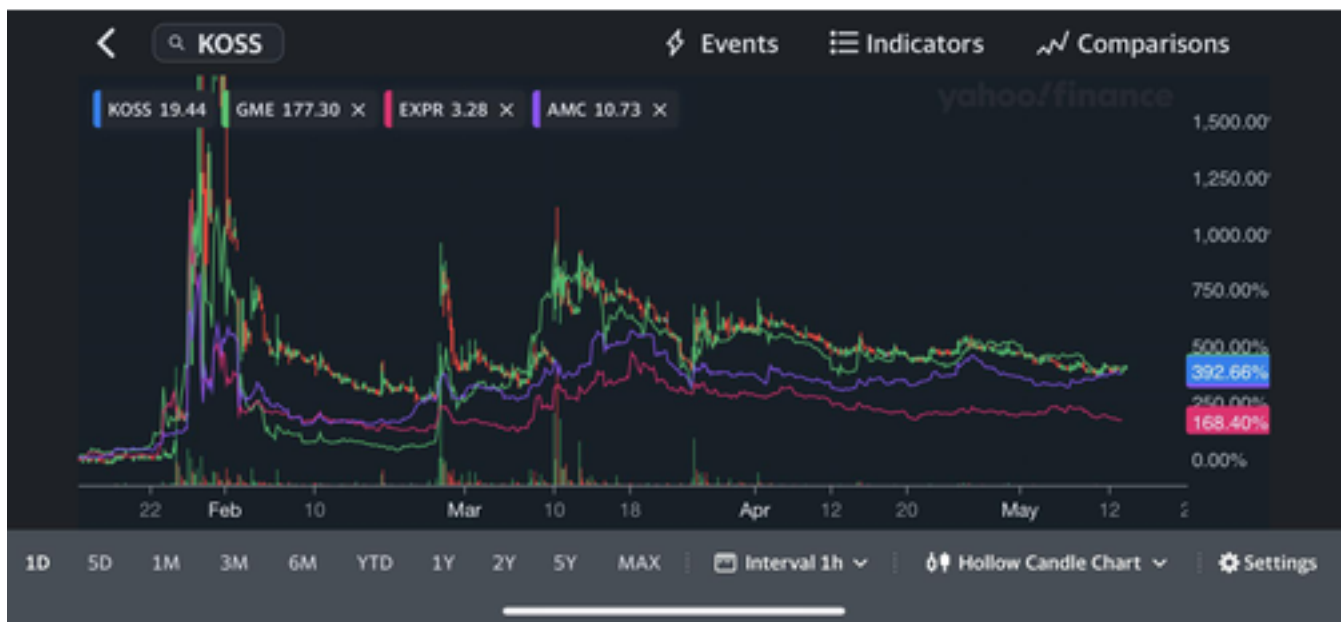 KOSS
Events
Indicators
Comparisons
yahoo!finance
KOSS 19.44
GME 177.30 ×
EXPR 3.28 ×
AMC 10.73 ×
1,500.00
1,250.00
1,000.00
750.00%
500.00%
392.66%
250.00%
168.40%
0.00%
22 Feb 10 Mar 10 18 Apr 12 20 May 12
1D 5D 1M 3M 6M YTD 1Y 2Y 5Y MAX Interval 1h Hollow Candle Chart Settings